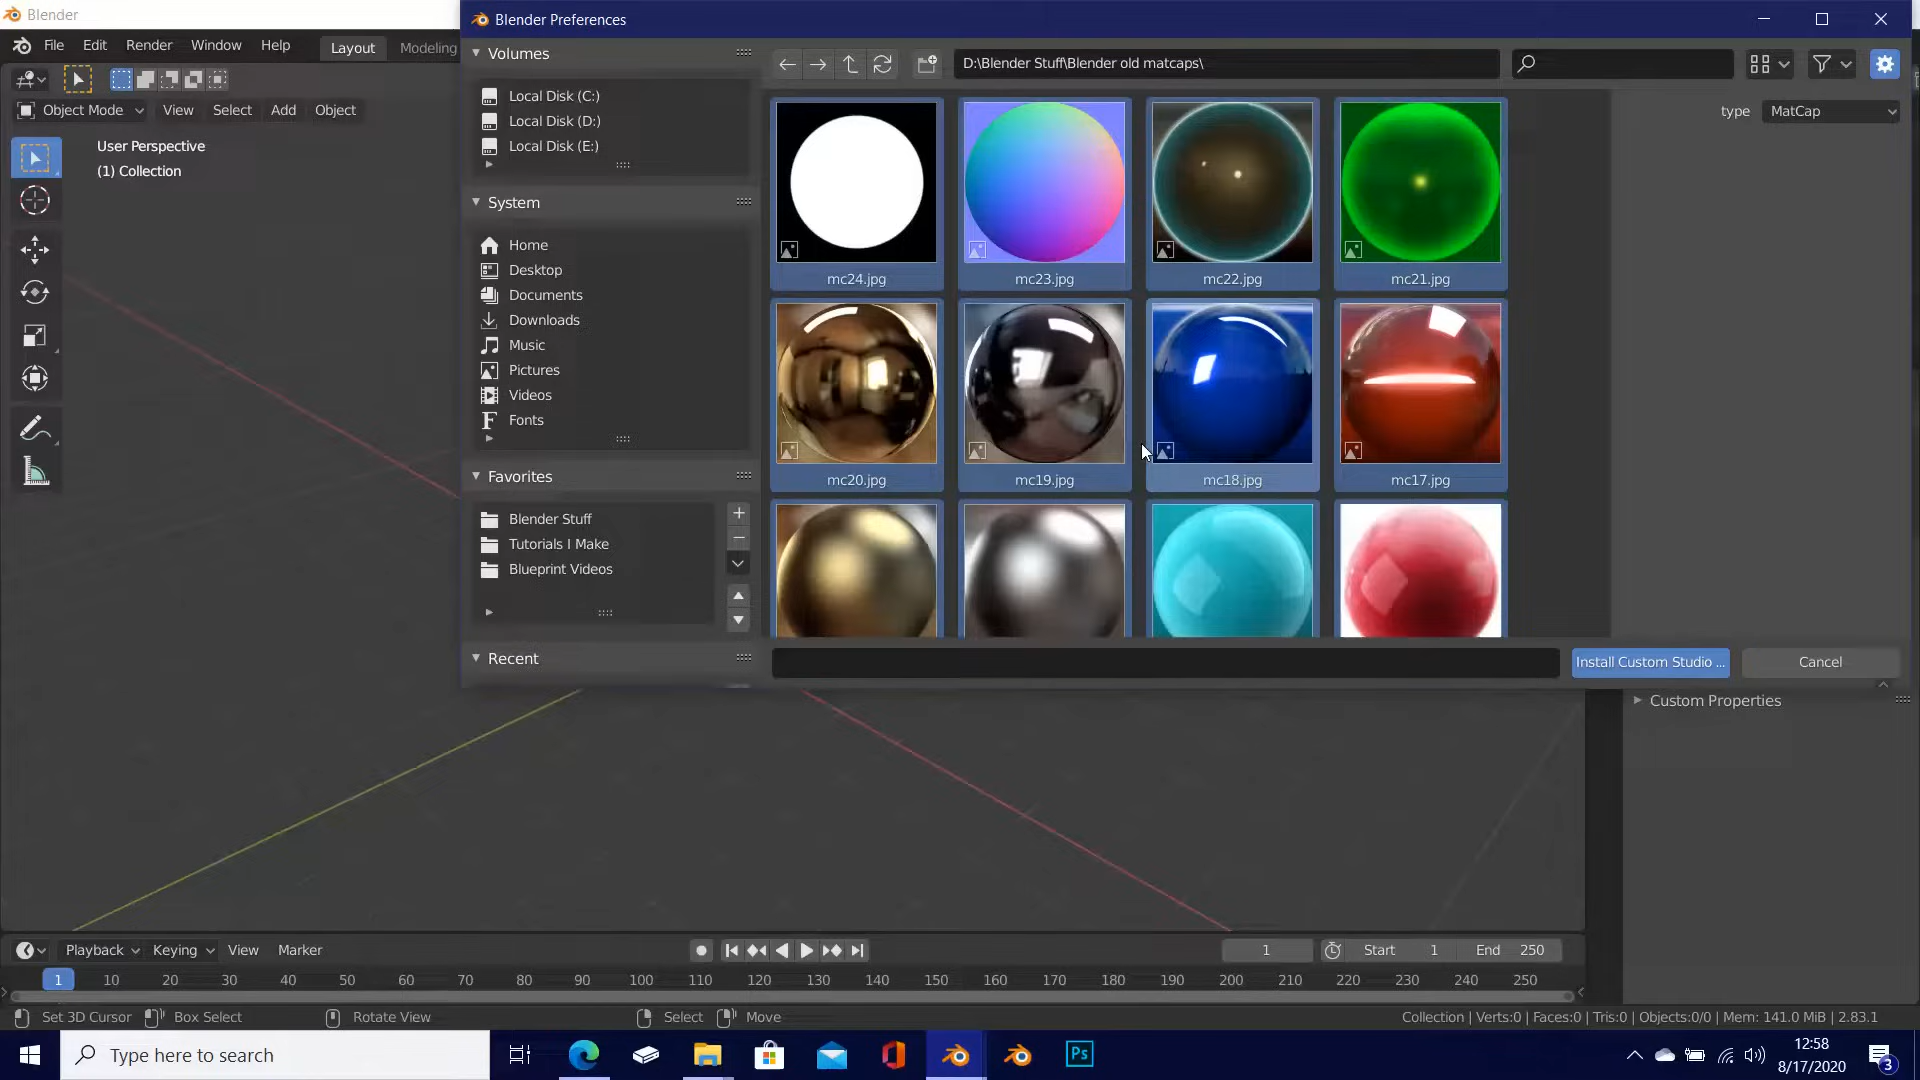 Blender
Blender Preferences
File Edit Render Window Help Layout Modeling
Object Mode View Select Add Object
User Perspective
(1) Collection
Volumes
Local Disk (C:)
Local Disk (D:)
Local Disk (E:)
System
Home
Desktop
Documents
Downloads
Music
Pictures
Videos
Fonts
Favorites
Blender Stuff
Tutorials I Make
Blueprint Videos
Recent
D:\Blender Stuff\Blender old matcaps\
type MatCap
mc24.jpg mc23.jpg mc22.jpg mc21.jpg
mc20.jpg mc19.jpg mc18.jpg mc17.jpg
Install Custom Studio ... Cancel
Custom Properties
Playback Keying View Marker 1 Start 1 End 250
1 10 20 30 40 50 60 70 80 90 100 110 120 130 140 150 160 170 180 190 200 210 220 230 240 250
Set 3D Cursor Box Select Rotate View Select Move Collection | Verts:0 | Faces:0 | Tris:0 | Objects:0/0 | Mem: 141.0 MiB | 2.83.1
Type here to search
Ps
12:58
8/17/2020
3